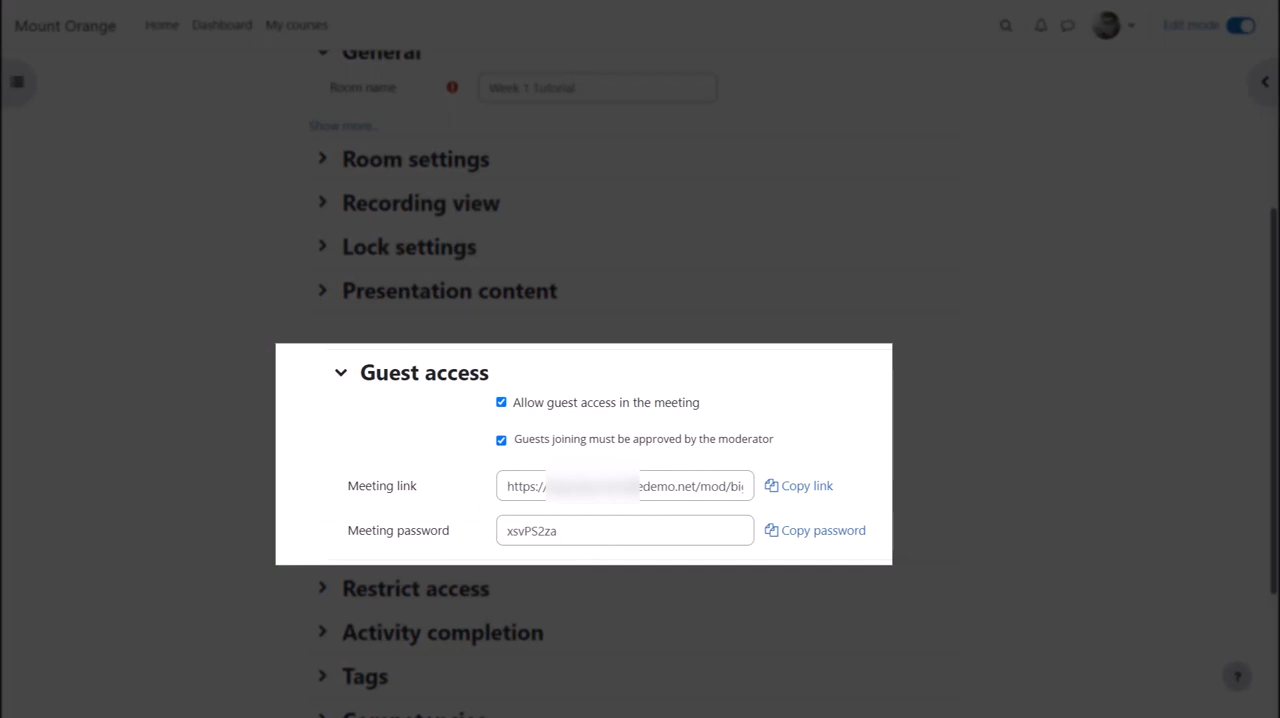 Mount Orange Home Dashboard My courses Edit mode
General
Room name Week 1 Tutorial
Show more...
Room settings
Recording view
Lock settings
Presentation content
Guest access
Allow guest access in the meeting
Guests joining must be approved by the moderator
Meeting link https:/ edemo.net/mod/bi Copy link
Meeting password xsvPS2za Copy password
Restrict access
Activity completion
Tags
Competencies
?